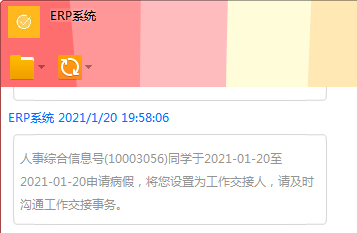 ERP系统
ERP系统 2021/1/20 19:58:06
人事综合信息号(10003056)同学于2021-01-20至
2021-01-20申请病假，将您设置为工作交接人，请及时
沟通工作交接事务。